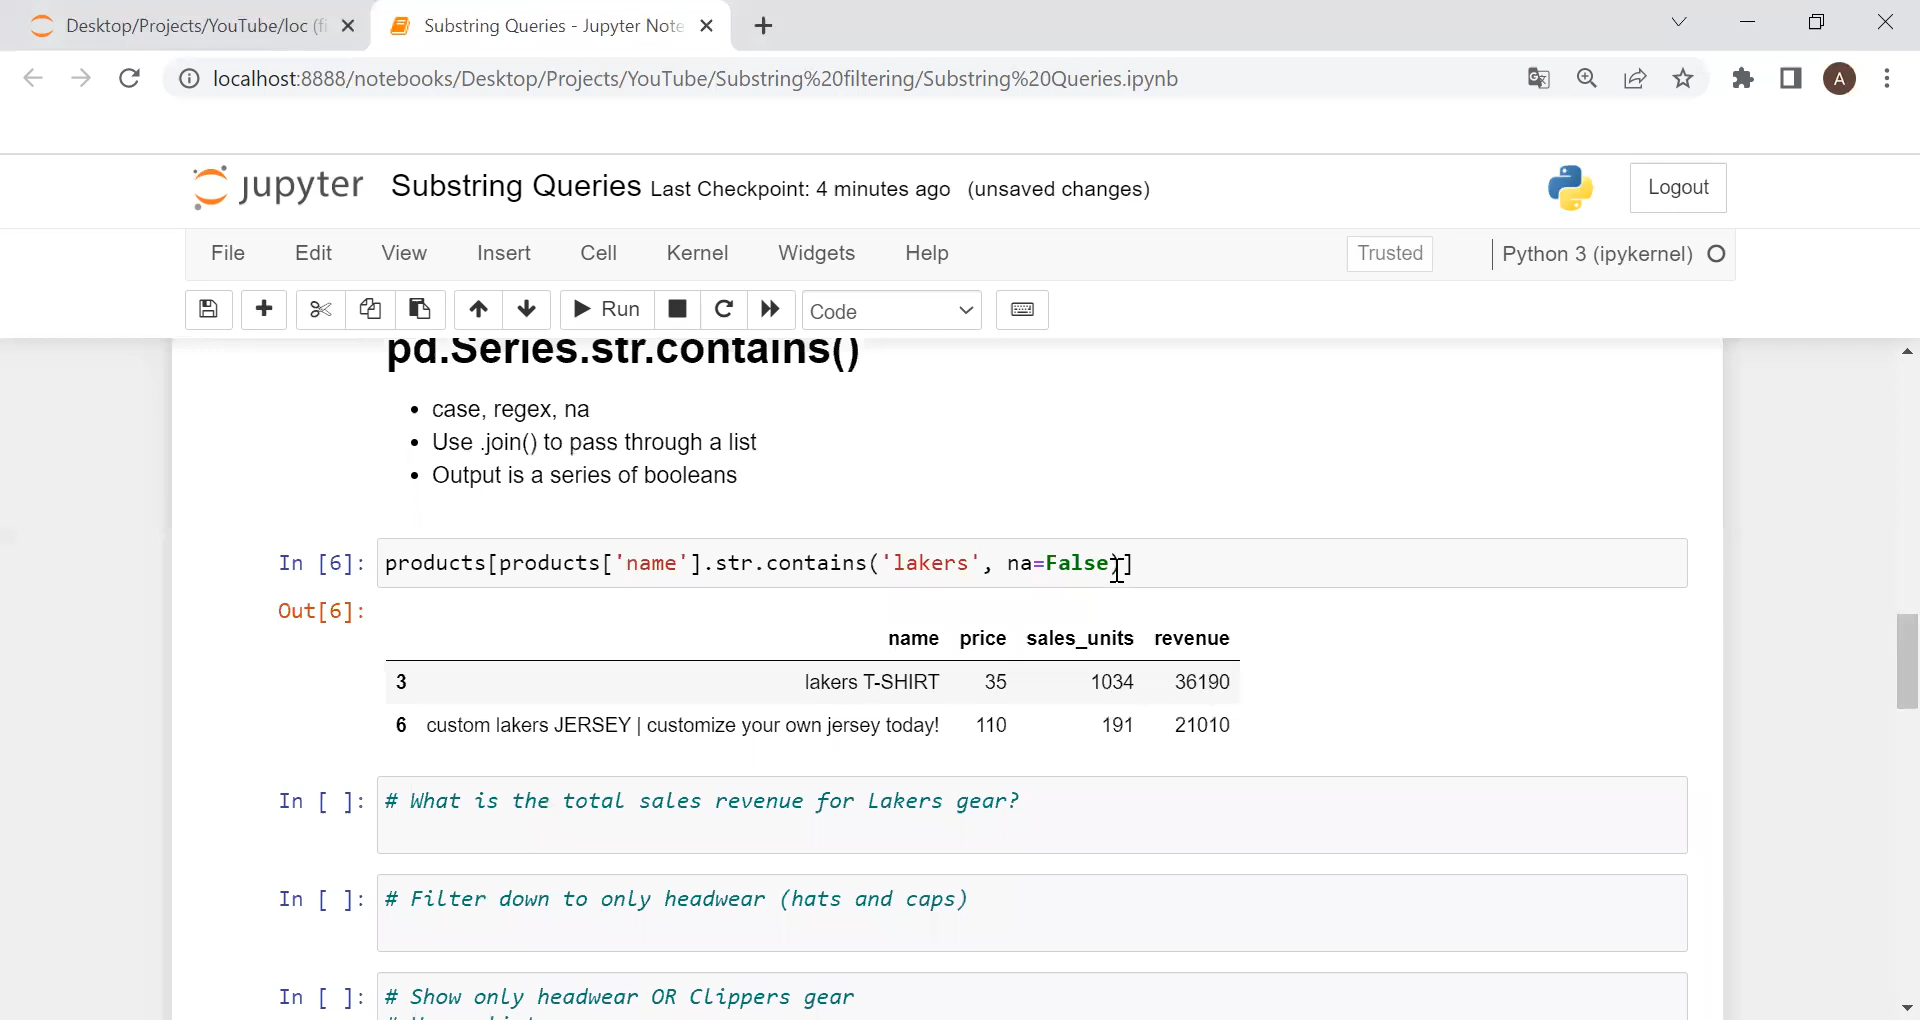 Desktop/Projects/YouTube/loc (fi
Substring Queries - Jupyter Note
localhost:8888/notebooks/Desktop/Projects/YouTube/Substring%20filtering/Substring%20Queries.ipynb
A
jupyter Substring Queries Last Checkpoint: 4 minutes ago (unsaved changes)
Logout
File Edit View Insert Cell Kernel Widgets Help
Trusted
Python 3 (ipykernel)
Run
Code
pd.Series.str.contains()
• case, regex, na
• Use .join() to pass through a list
• Output is a series of booleans
In [6]: products[products['name'].str.contains('lakers', na=False)]
Out[6]:
name price sales_units revenue
3 lakers T-SHIRT 35 1034 36190
6 custom lakers JERSEY | customize your own jersey today! 110 191 21010
In [ ]: # What is the total sales revenue for Lakers gear?
In [ ]: # Filter down to only headwear (hats and caps)
In [ ]: # Show only headwear OR Clippers gear